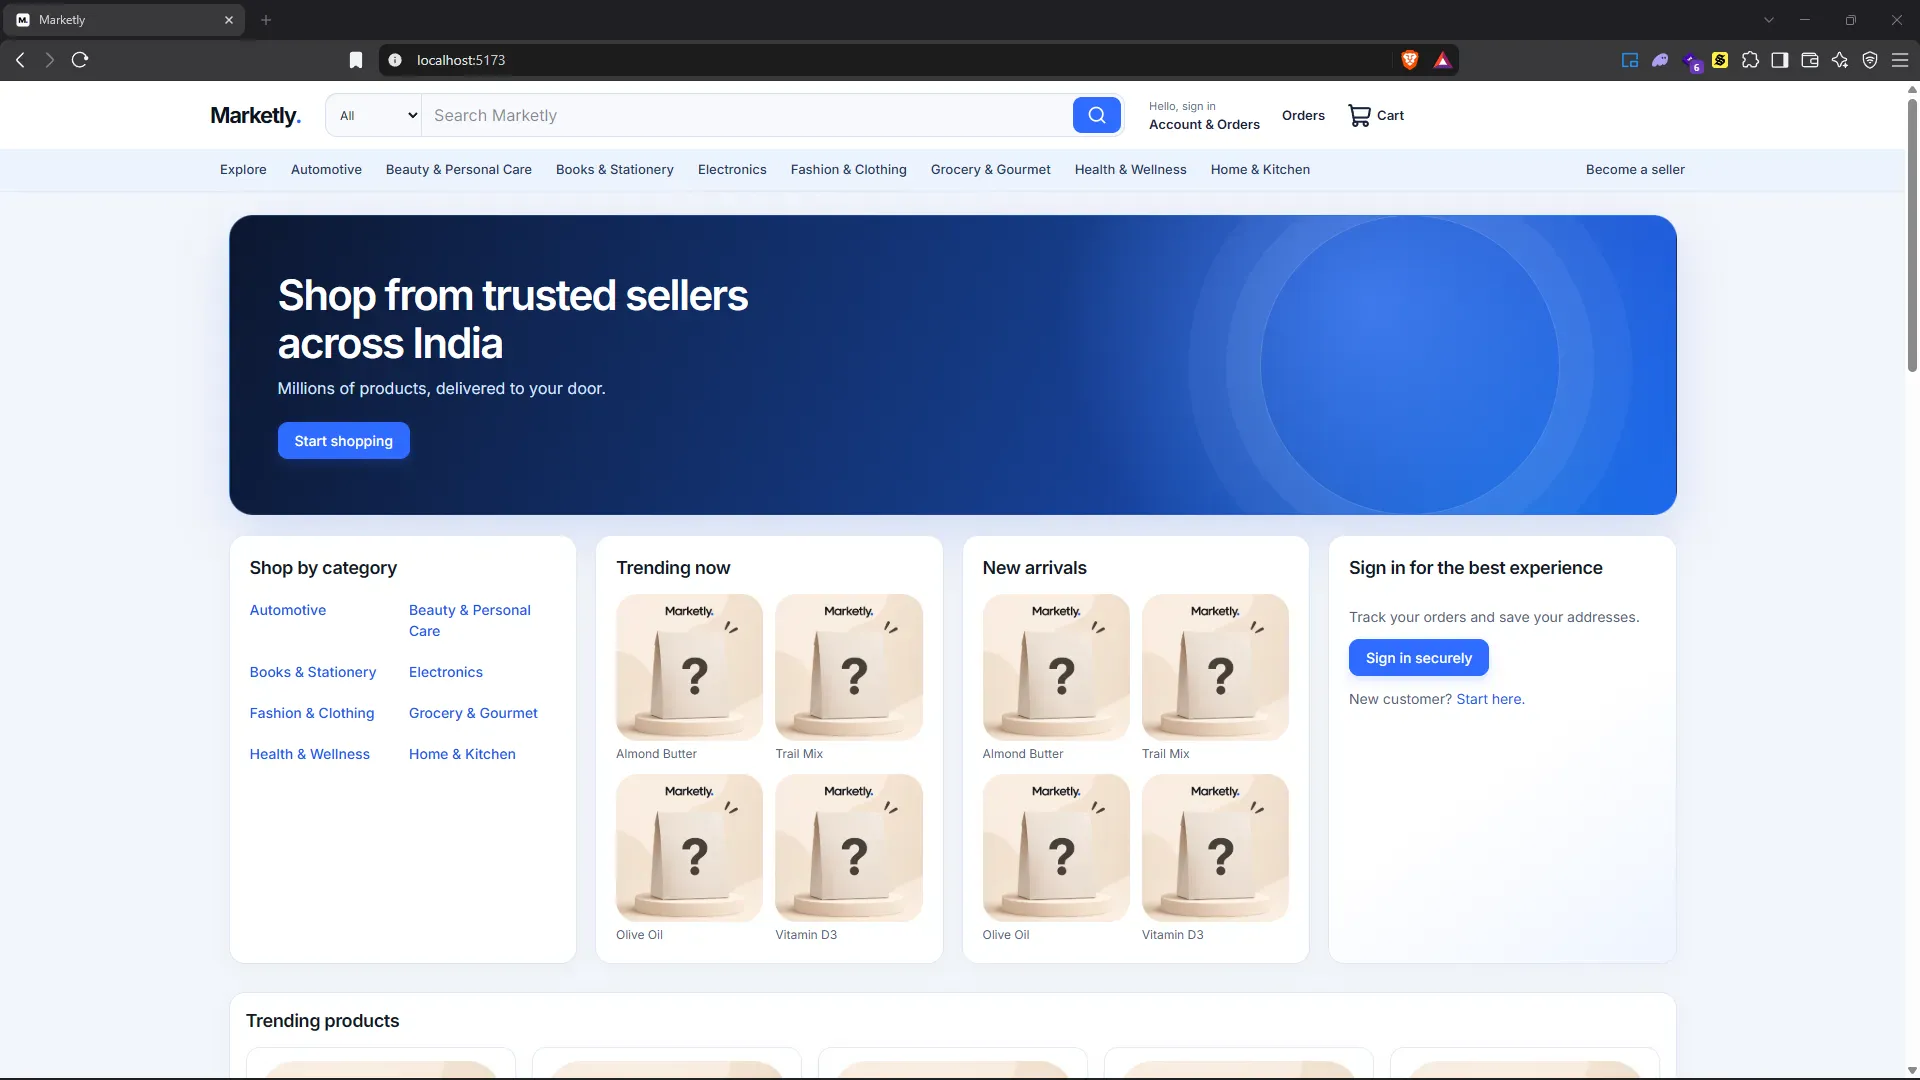 Marketly
localhost:5173
6
Marketly.
All
Search Marketly
Hello, sign in
Account & Orders
Orders
Cart
Explore
Automotive
Beauty & Personal Care
Books & Stationery
Electronics
Fashion & Clothing
Grocery & Gourmet
Health & Wellness
Home & Kitchen
Become a seller
Shop from trusted sellers
across India
Millions of products, delivered to your door.
Start shopping
Shop by category
Automotive
Beauty & Personal
Care
Books & Stationery
Electronics
Fashion & Clothing
Grocery & Gourmet
Health & Wellness
Home & Kitchen
Trending now
Marketly.
?
Almond Butter
Marketly.
?
Trail Mix
Marketly.
?
Olive Oil
Marketly.
?
Vitamin D3
New arrivals
Marketly.
?
Almond Butter
Marketly.
?
Trail Mix
Marketly.
?
Olive Oil
Marketly.
?
Vitamin D3
Sign in for the best experience
Track your orders and save your addresses.
Sign in securely
New customer? Start here.
Trending products